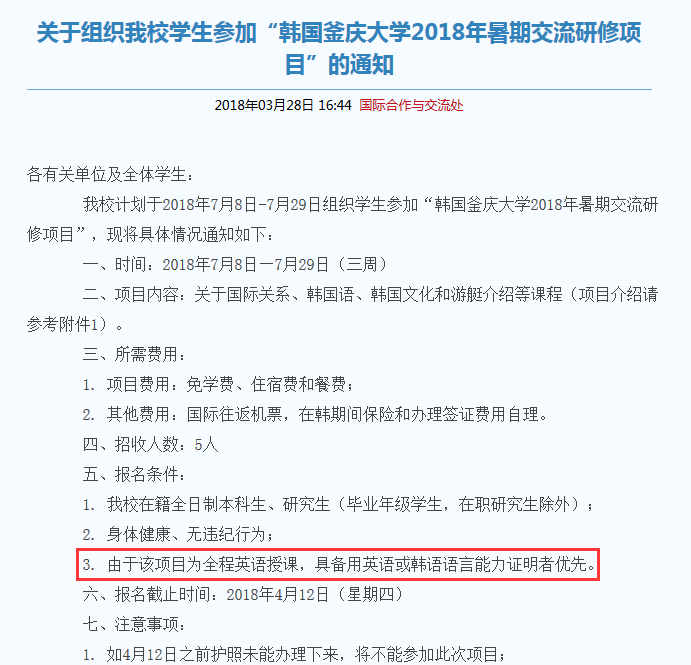 关于组织我校学生参加“韩国釜庆大学2018年暑期交流研修项
目”的通知
2018年03月28日 16:44 国际合作与交流处
各有关单位及全体学生：
我校计划于2018年7月8日-7月29日组织学生参加“韩国釜庆大学2018年暑期交流研
修项目”，现将具体情况通知如下：
一、时间：2018年7月8日—7月29日（三周）
二、项目内容：关于国际关系、韩国语、韩国文化和游艇介绍等课程（项目介绍请
参考附件1）。
三、所需费用：
1. 项目费用：免学费、住宿费和餐费；
2. 其他费用：国际往返机票，在韩期间保险和办理签证费用自理。
四、招收人数：5人
五、报名条件：
1. 我校在籍全日制本科生、研究生（毕业年级学生，在职研究生除外）；
2. 身体健康、无违纪行为；
3. 由于该项目为全程英语授课，具备用英语或韩语语言能力证明者优先。
六、报名截止时间：2018年4月12日（星期四）
七、注意事项：
1. 如4月12日之前护照未能办理下来，将不能参加此次项目；